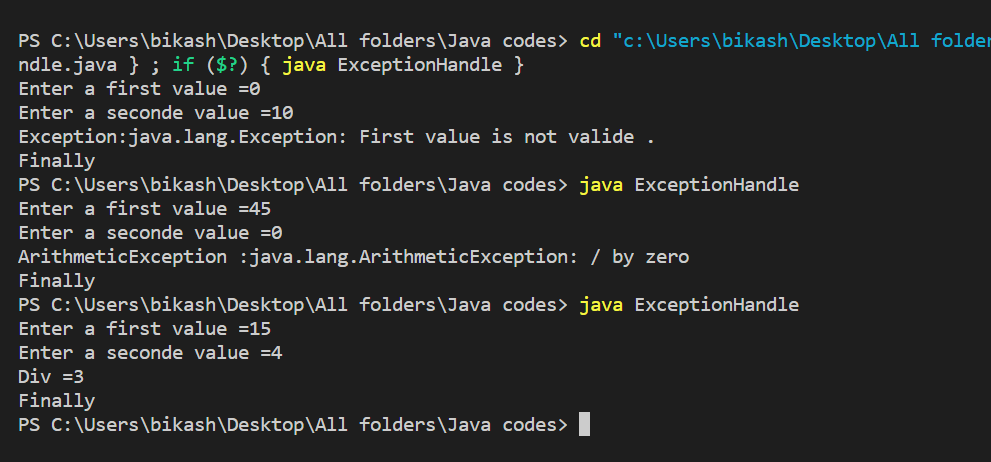 PS C:\Users\bikash\Desktop\All folders\Java codes> cd "c:\Users\bikash\Desktop\All folder
ndle.java } ; if ($?) { java ExceptionHandle }
Enter a first value =0
Enter a seconde value =10
Exception:java.lang.Exception: First value is not valide .
Finally
PS C:\Users\bikash\Desktop\All folders\Java codes> java ExceptionHandle
Enter a first value =45
Enter a seconde value =0
ArithmeticException :java.lang.ArithmeticException: / by zero
Finally
PS C:\Users\bikash\Desktop\All folders\Java codes> java ExceptionHandle
Enter a first value =15
Enter a seconde value =4
Div =3
Finally
PS C:\Users\bikash\Desktop\All folders\Java codes>